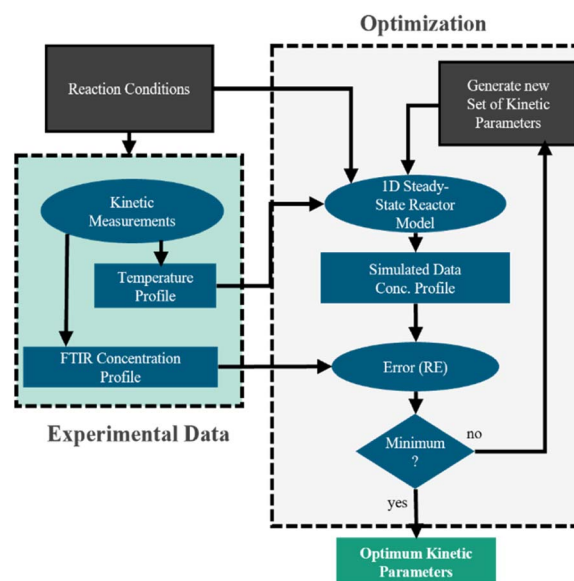 Optimization
Reaction Conditions
Generate new
Set of Kinetic
Parameters
Kinetic
Measurements
1D Steady-
State Reactor
Model
Temperature
Profile
Simulated Data
Conc. Profile
FTIR Concentration
Profile
Error (RE)
Experimental Data
Minimum
?
no
yes
Optimum Kinetic
Parameters